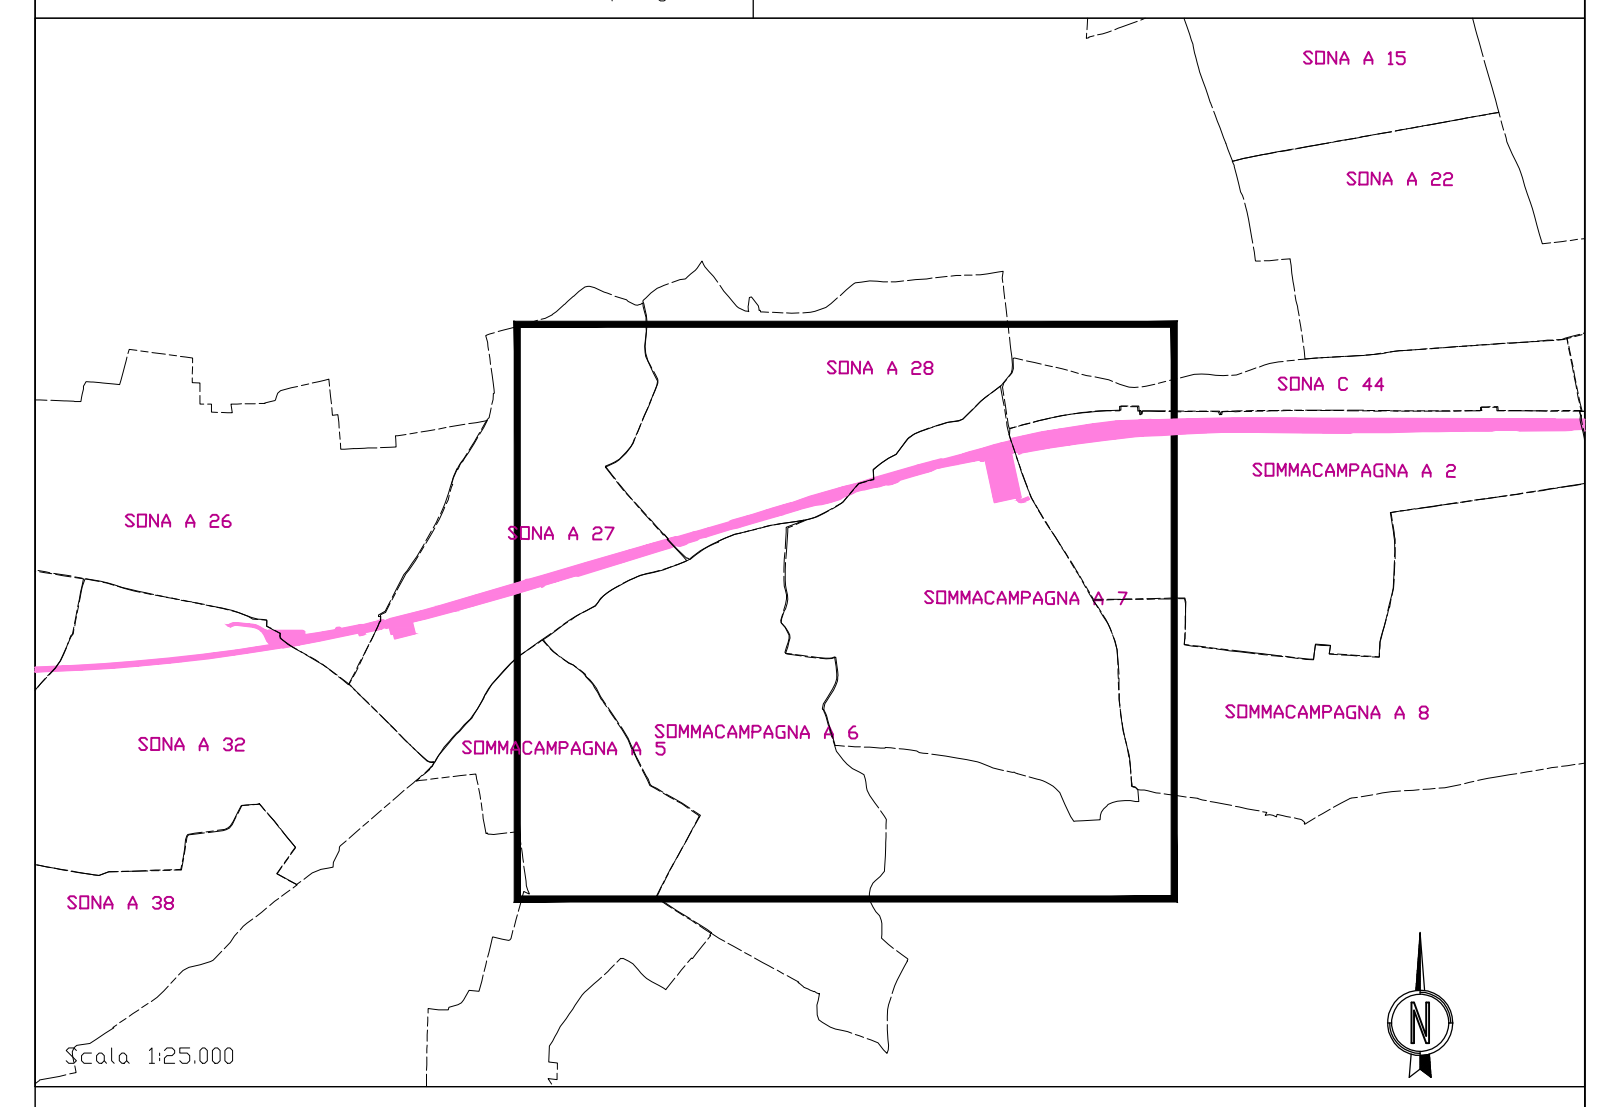 SONA A 15
SONA A 22
SONA A 28
SONA C 44
SOMMACAMPAGNA A 2
SONA A 26
SONA A 27
SOMMACAMPAGNA A 7
SOMMACAMPAGNA A 8
SOMMACAMPAGNA A 6
SONA A 32
SOMMACAMPAGNA A 5
SONA A 38
N
Scala 1:25.000